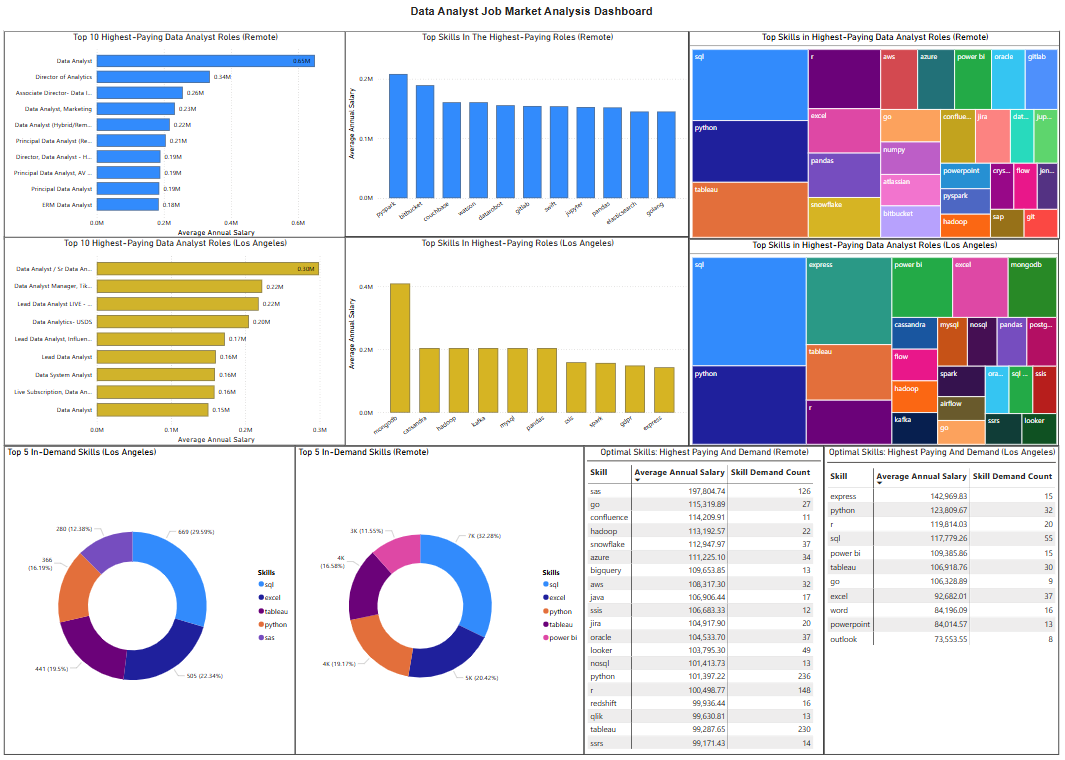 Data Analyst Job Market Analysis Dashboard
Top 10 Highest-Paying Data Analyst Roles (Remote)
Data Analyst
0.65M
Director of Analytics
0.34M
Associate Director- Data I...
0.26M
Data Analyst, Marketing
0.23M
Data Analyst (Hybrid/Rem...
0.22M
Principal Data Analyst (Re...
0.21M
Director, Data Analyst - H...
0.19M
Principal Data Analyst, AV ...
0.19M
Principal Data Analyst
0.19M
ERM Data Analyst
0.18M
0.0M 0.2M 0.4M 0.6M
Average Annual Salary
Top Skills In The Highest-Paying Roles (Remote)
Average Annual Salary
0.2M
0.1M
0.0M
pyspark bitbucket couchbase watson datarobot gitlab swift jupyter pandas elasticsearch golang
Top Skills in Highest-Paying Data Analyst Roles (Remote)
sql
python
tableau
r
excel
pandas
snowflake
aws
azure
power bi
oracle
gitlab
go
numpy
atlassian
bitbucket
conflue...
jira
dat...
jup...
powerpoint
pyspark
hadoop
crys...
flow
jen...
sap
git
Top 10 Highest-Paying Data Analyst Roles (Los Angeles)
Data Analyst / Sr Data An...
0.30M
Data Analyst Manager, Tik...
0.22M
Lead Data Analyst LIVE - ...
0.22M
Data Analytics- USDS
0.20M
Lead Data Analyst, Influen...
0.17M
Lead Data Analyst
0.16M
Data System Analyst
0.16M
Live Subscription, Data An...
0.16M
Data Analyst
0.15M
0.0M 0.1M 0.2M 0.3M
Average Annual Salary
Top Skills In Highest-Paying Roles (Los Angeles)
Average Annual Salary
0.4M
0.2M
0.0M
mongodb cassandra hadoop kafka mysql pandas ssis spark gdpr express
Top Skills in Highest-Paying Data Analyst Roles (Los Angeles)
sql
python
express
tableau
r
power bi
excel
mongodb
cassandra
mysql
nosql
pandas
postg...
flow
hadoop
kafka
spark
airflow
go
ora...
sql ...
ssis
ssrs
looker
Top 5 In-Demand Skills (Los Angeles)
280 (12.38%)
669 (29.59%)
366
(16.19%)
441 (19.5%)
505 (22.34%)
Skills
sql
excel
tableau
python
sas
Top 5 In-Demand Skills (Remote)
3K (11.55%)
7K (32.28%)
4K
(16.58%)
4K (19.17%)
5K (20.42%)
Skills
sql
excel
python
tableau
power bi
Optimal Skills: Highest Paying And Demand (Remote)
Skill Average Annual Salary Skill Demand Count
sas 197,804.74 126
go 115,319.89 27
confluence 114,209.91 11
hadoop 113,192.57 22
snowflake 112,947.97 37
azure 111,225.10 34
bigquery 109,653.85 13
aws 108,317.30 32
java 106,906.44 17
ssis 106,683.33 12
jira 104,917.90 20
oracle 104,533.70 37
looker 103,795.30 49
nosql 101,413.73 13
python 101,397.22 236
r 100,498.77 148
redshift 99,936.44 16
qlik 99,630.81 13
tableau 99,287.65 230
ssrs 99,171.43 14
Optimal Skills: Highest Paying And Demand (Los Angeles)
Skill Average Annual Salary Skill Demand Count
express 142,969.83 15
python 123,809.67 32
r 119,814.03 20
sql 117,779.26 55
power bi 109,385.86 15
tableau 106,918.76 30
go 106,328.89 9
excel 92,682.01 37
word 84,196.09 16
powerpoint 84,014.57 13
outlook 73,553.55 8